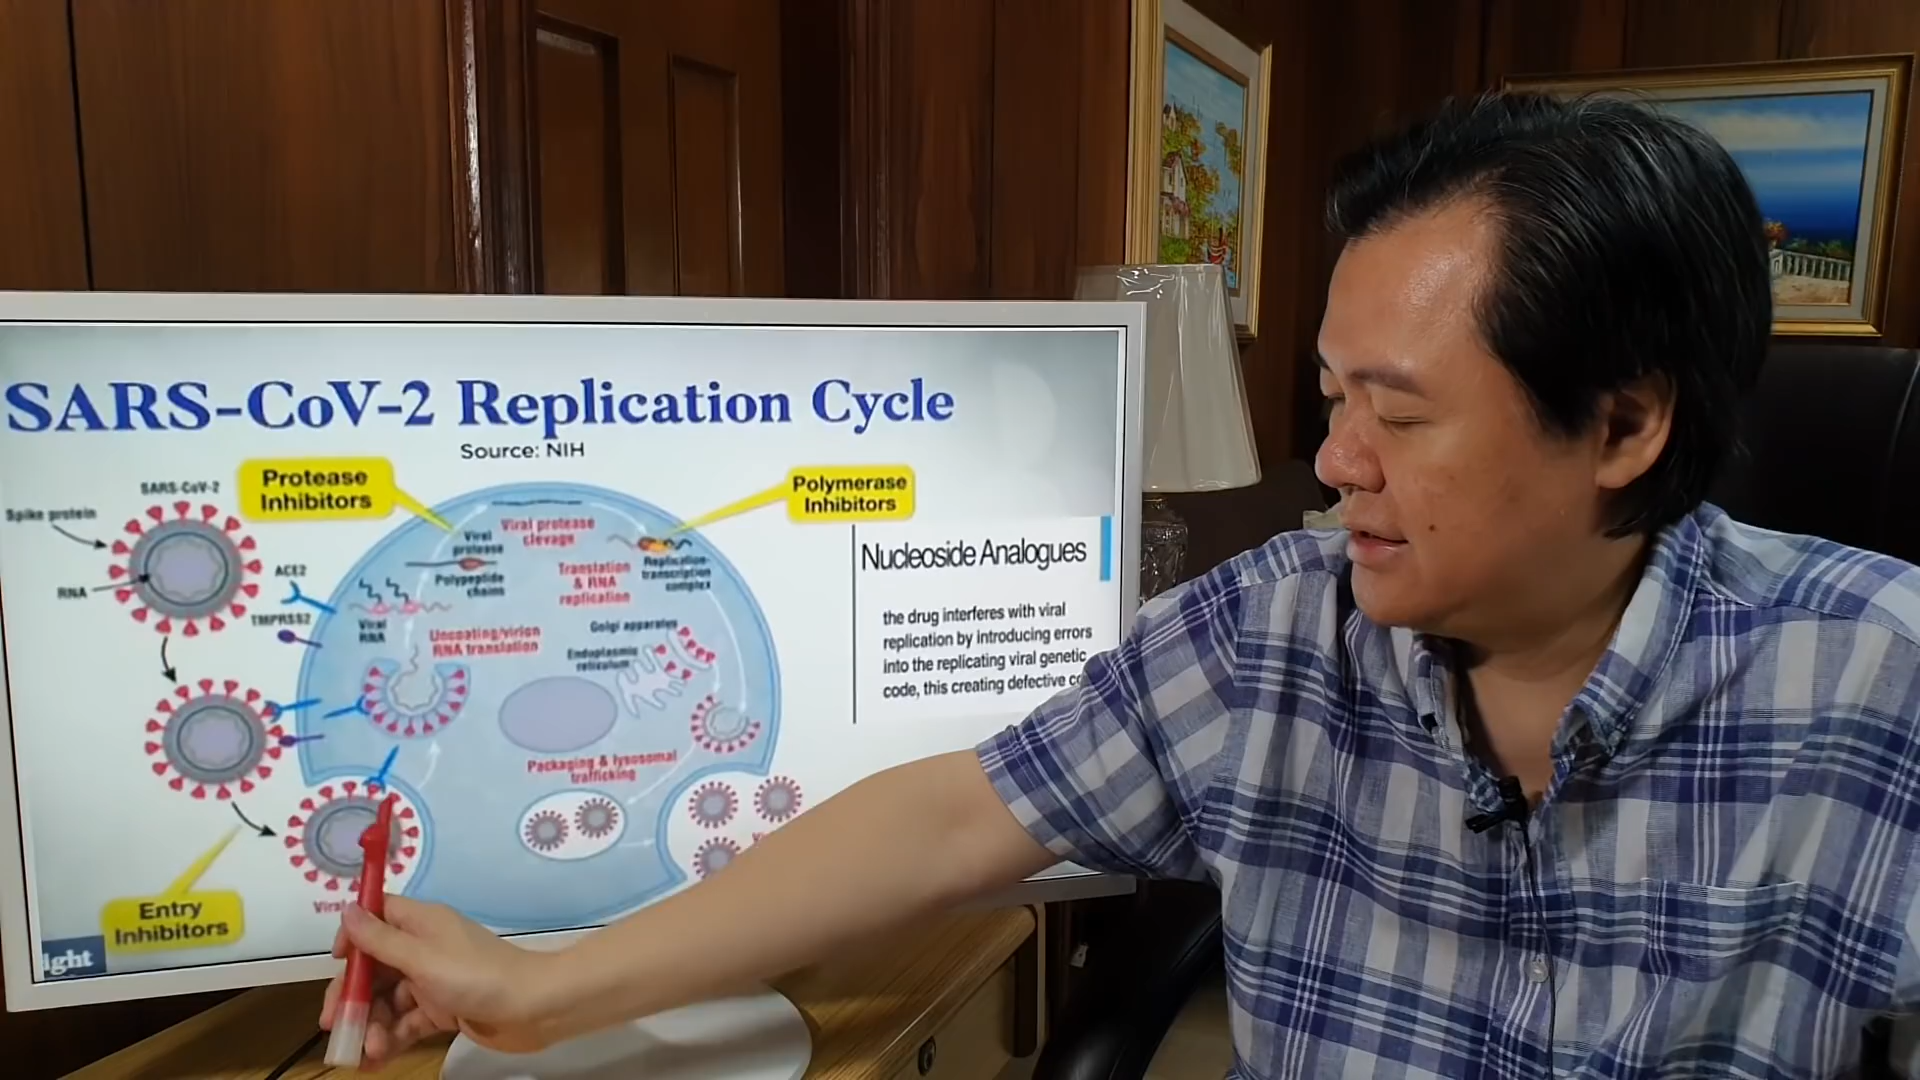 SARS-CoV-2 Replication Cycle
Source: NIH
Protease
Inhibitors
Polymerase
Inhibitors
SARS-CoV-2
Spike protein
RNA
ACE2
TMPRSS2
Viral
protease
Polypeptide
chains
Viral protease
clevage
Translation
& RNA
replication
Replication-
transcription
complex
Viral
RNA
Uncoating/virion
RNA translation
Golgi apparatus
Endoplasmic
reticulum
Packaging & lysosomal
trafficking
Nucleoside Analogues
the drug interferes with viral
replication by introducing errors
into the replicating viral genetic
code, this creating defective
Viral
Entry
Inhibitors
ight